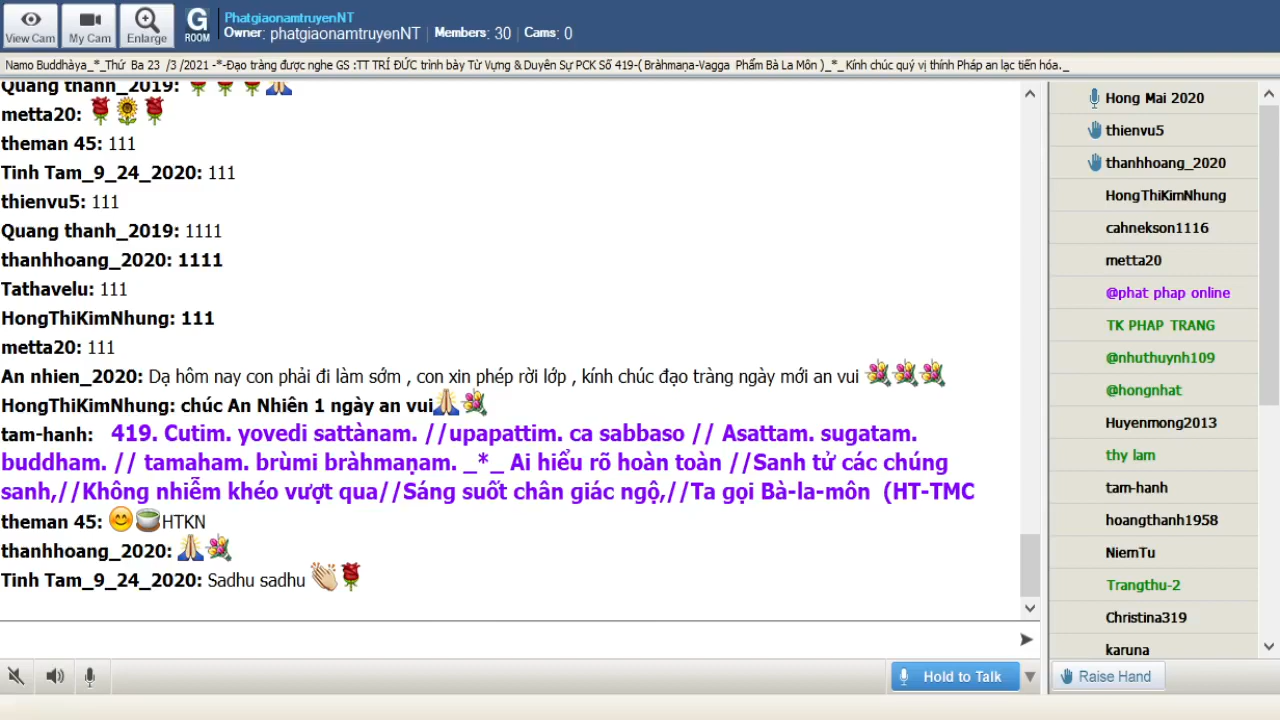 View Cam
My Cam
Enlarge
G
ROOM
PhatgiaonamtruyenNT
Owner: phatgiaonamtruyenNT | Members: 30 | Cams: 0
Namo Buddhàya_*_Thứ Ba 23 /3 /2021 -*-Đạo tràng được nghe GS :TT TRÍ ĐỨC trình bày Từ Vựng & Duyên Sự PCK Số 419-( Bràhmaṇa-Vagga Phẩm Bà La Môn )_*_Kính chúc quý vị thính Pháp an lạc tiến hóa._
Quang thanh_2019:
metta20:
theman 45: 111
Tinh Tam_9_24_2020: 111
thienvu5: 111
Quang thanh_2019: 1111
thanhhoang_2020: 1111
Tathavelu: 111
HongThiKimNhung: 111
metta20: 111
An nhien_2020: Dạ hôm nay con phải đi làm sớm , con xin phép rời lớp , kính chúc đạo tràng ngày mới an vui
HongThiKimNhung: chúc An Nhiên 1 ngày an vui
tam-hanh: 419. Cutim. yovedi sattànam. //upapattim. ca sabbaso // Asattam. sugatam.
buddham. // tamaham. brùmi bràhmaṇam. _*_ Ai hiểu rõ hoàn toàn //Sanh tử các chúng
sanh,//Không nhiễm khéo vượt qua//Sáng suốt chân giác ngộ,//Ta gọi Bà-la-môn (HT-TMC
theman 45: HTKN
thanhhoang_2020:
Tinh Tam_9_24_2020: Sadhu sadhu
Hold to Talk
Hong Mai 2020
thienvu5
thanhhoang_2020
HongThiKimNhung
cahnekson1116
metta20
@phat phap online
TK PHAP TRANG
@nhuthuynh109
@hongnhat
Huyenmong2013
thy lam
tam-hanh
hoangthanh1958
NiemTu
Trangthu-2
Christina319
karuna
Raise Hand